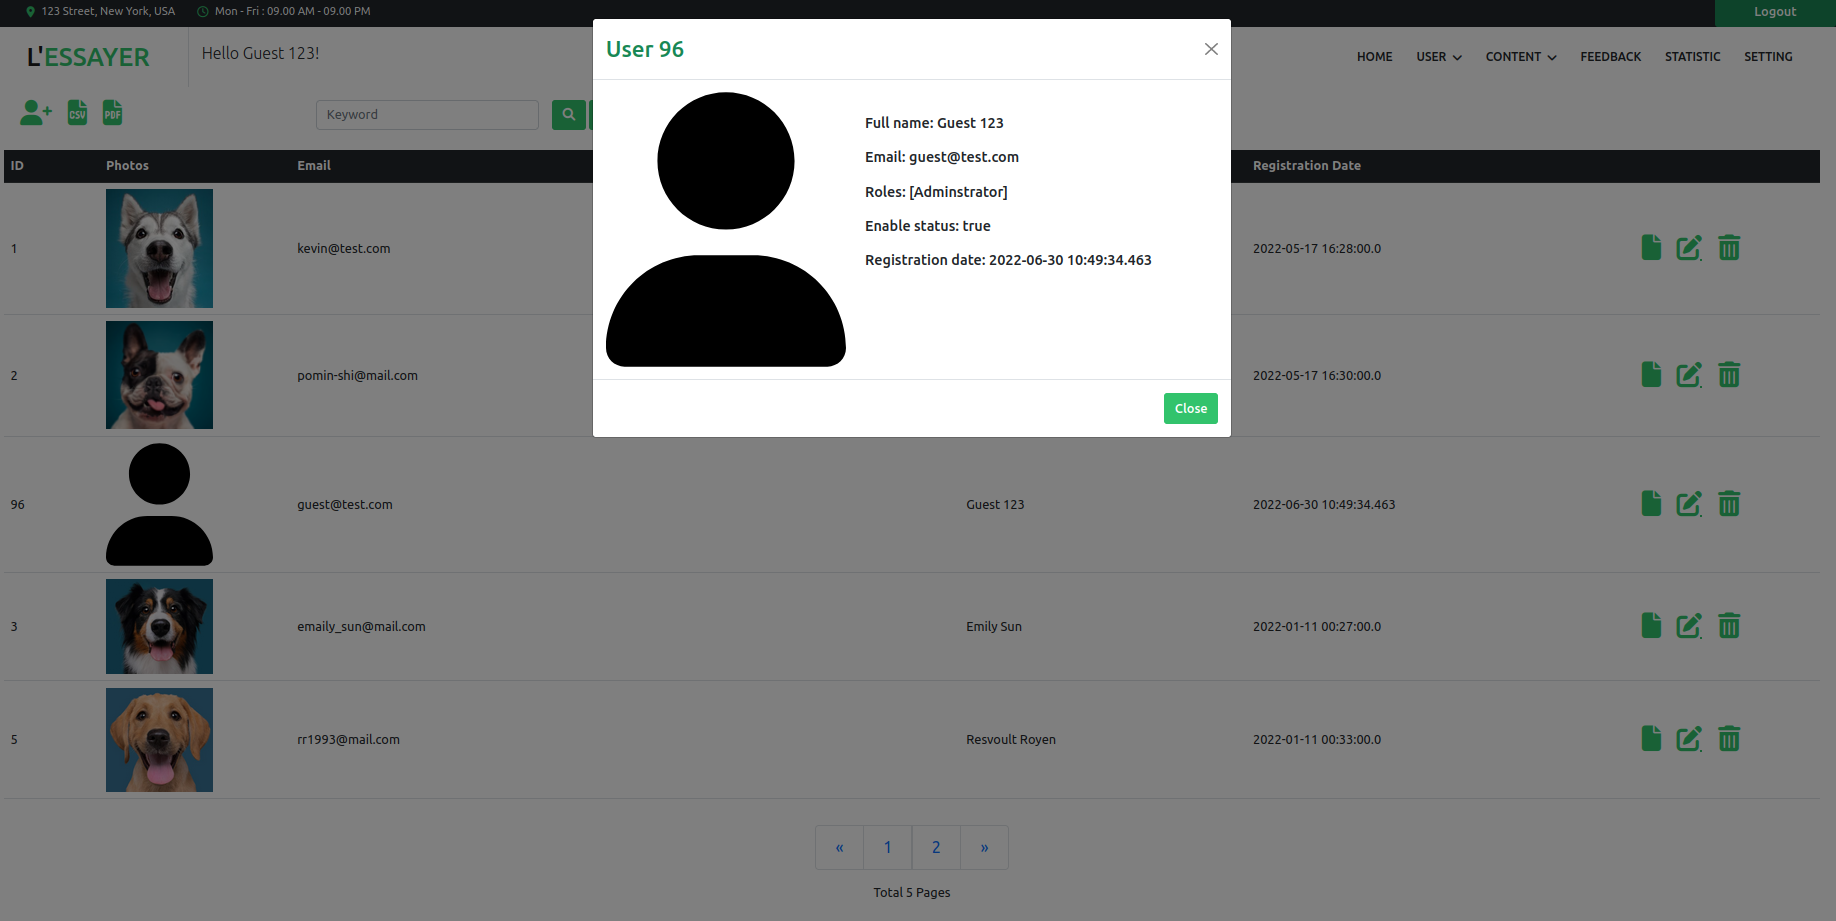 123 Street, New York, USA
Mon - Fri : 09.00 AM - 09.00 PM
Logout
L'ESSAYER
Hello Guest 123!
HOME
USER
CONTENT
FEEDBACK
STATISTIC
SETTING
CSV
PDF
Keyword
User 96
Full name: Guest 123
Email: guest@test.com
Roles: [Adminstrator]
Enable status: true
Registration date: 2022-06-30 10:49:34.463
Close
ID Photos Email Registration Date
1 kevin@test.com 2022-05-17 16:28:00.0
2 pomin-shi@mail.com 2022-05-17 16:30:00.0
96 guest@test.com Guest 123 2022-06-30 10:49:34.463
3 emaily_sun@mail.com Emily Sun 2022-01-11 00:27:00.0
5 rr1993@mail.com Resvoult Royen 2022-01-11 00:33:00.0
« 1 2 »
Total 5 Pages